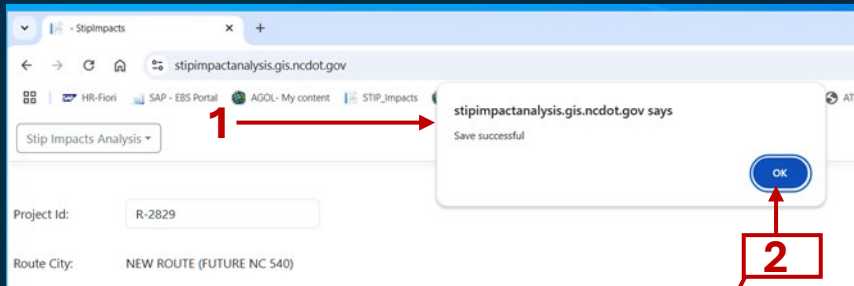 - StipImpacts
stipimpactanalysis.gis.ncdot.gov
HR-Fiori SAP - EBS Portal AGOL- My content STIP_Impacts AT
1
stipimpactanalysis.gis.ncdot.gov says
Save successful
Stip Impacts Analysis
OK
Project Id: R-2829
2
Route City: NEW ROUTE (FUTURE NC 540)